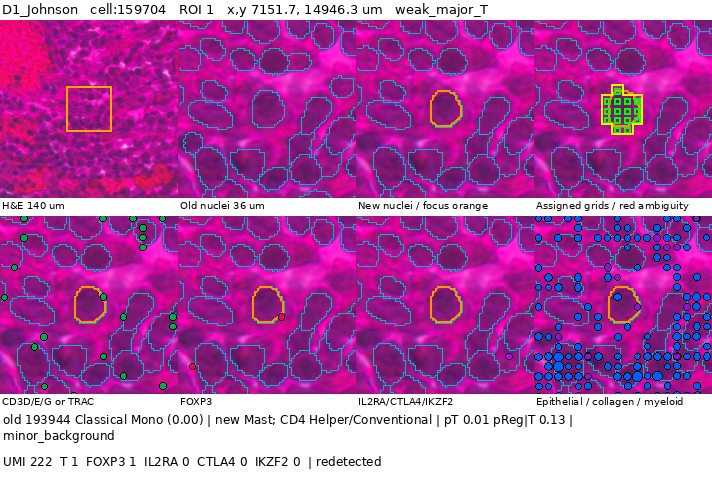 D1_Johnson   cell:159704   ROI 1   x,y 7151.7, 14946.3 um   weak_major_T
H&E 140 um   Old nuclei 36 um   New nuclei / focus orange   Assigned grids / red ambiguity
CD3D/E/G or TRAC   FOXP3   IL2RA/CTLA4/IKZF2   Epithelial / collagen / myeloid
old 193944 Classical Mono (0.00) | new Mast; CD4 Helper/Conventional | pT 0.01 pReg|T 0.13 |
minor_background
UMI 222  T 1  FOXP3 1  IL2RA 0  CTLA4 0  IKZF2 0  | redetected